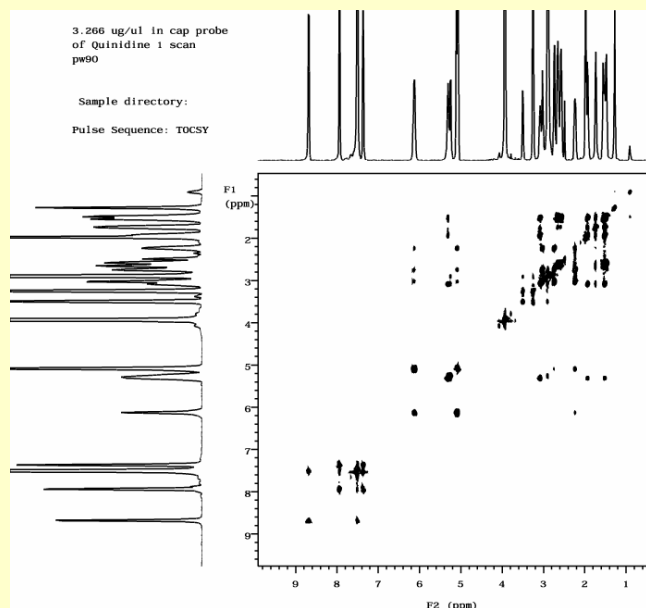 3.266 ug/ul in cap probe
of Quinidine 1 scan
pw90
Sample directory:
Pulse Sequence: TOCSY
F1
(ppm)
2
3
4
5
6
7
8
9
9 8 7 6 5 4 3 2 1
F2 (ppm)